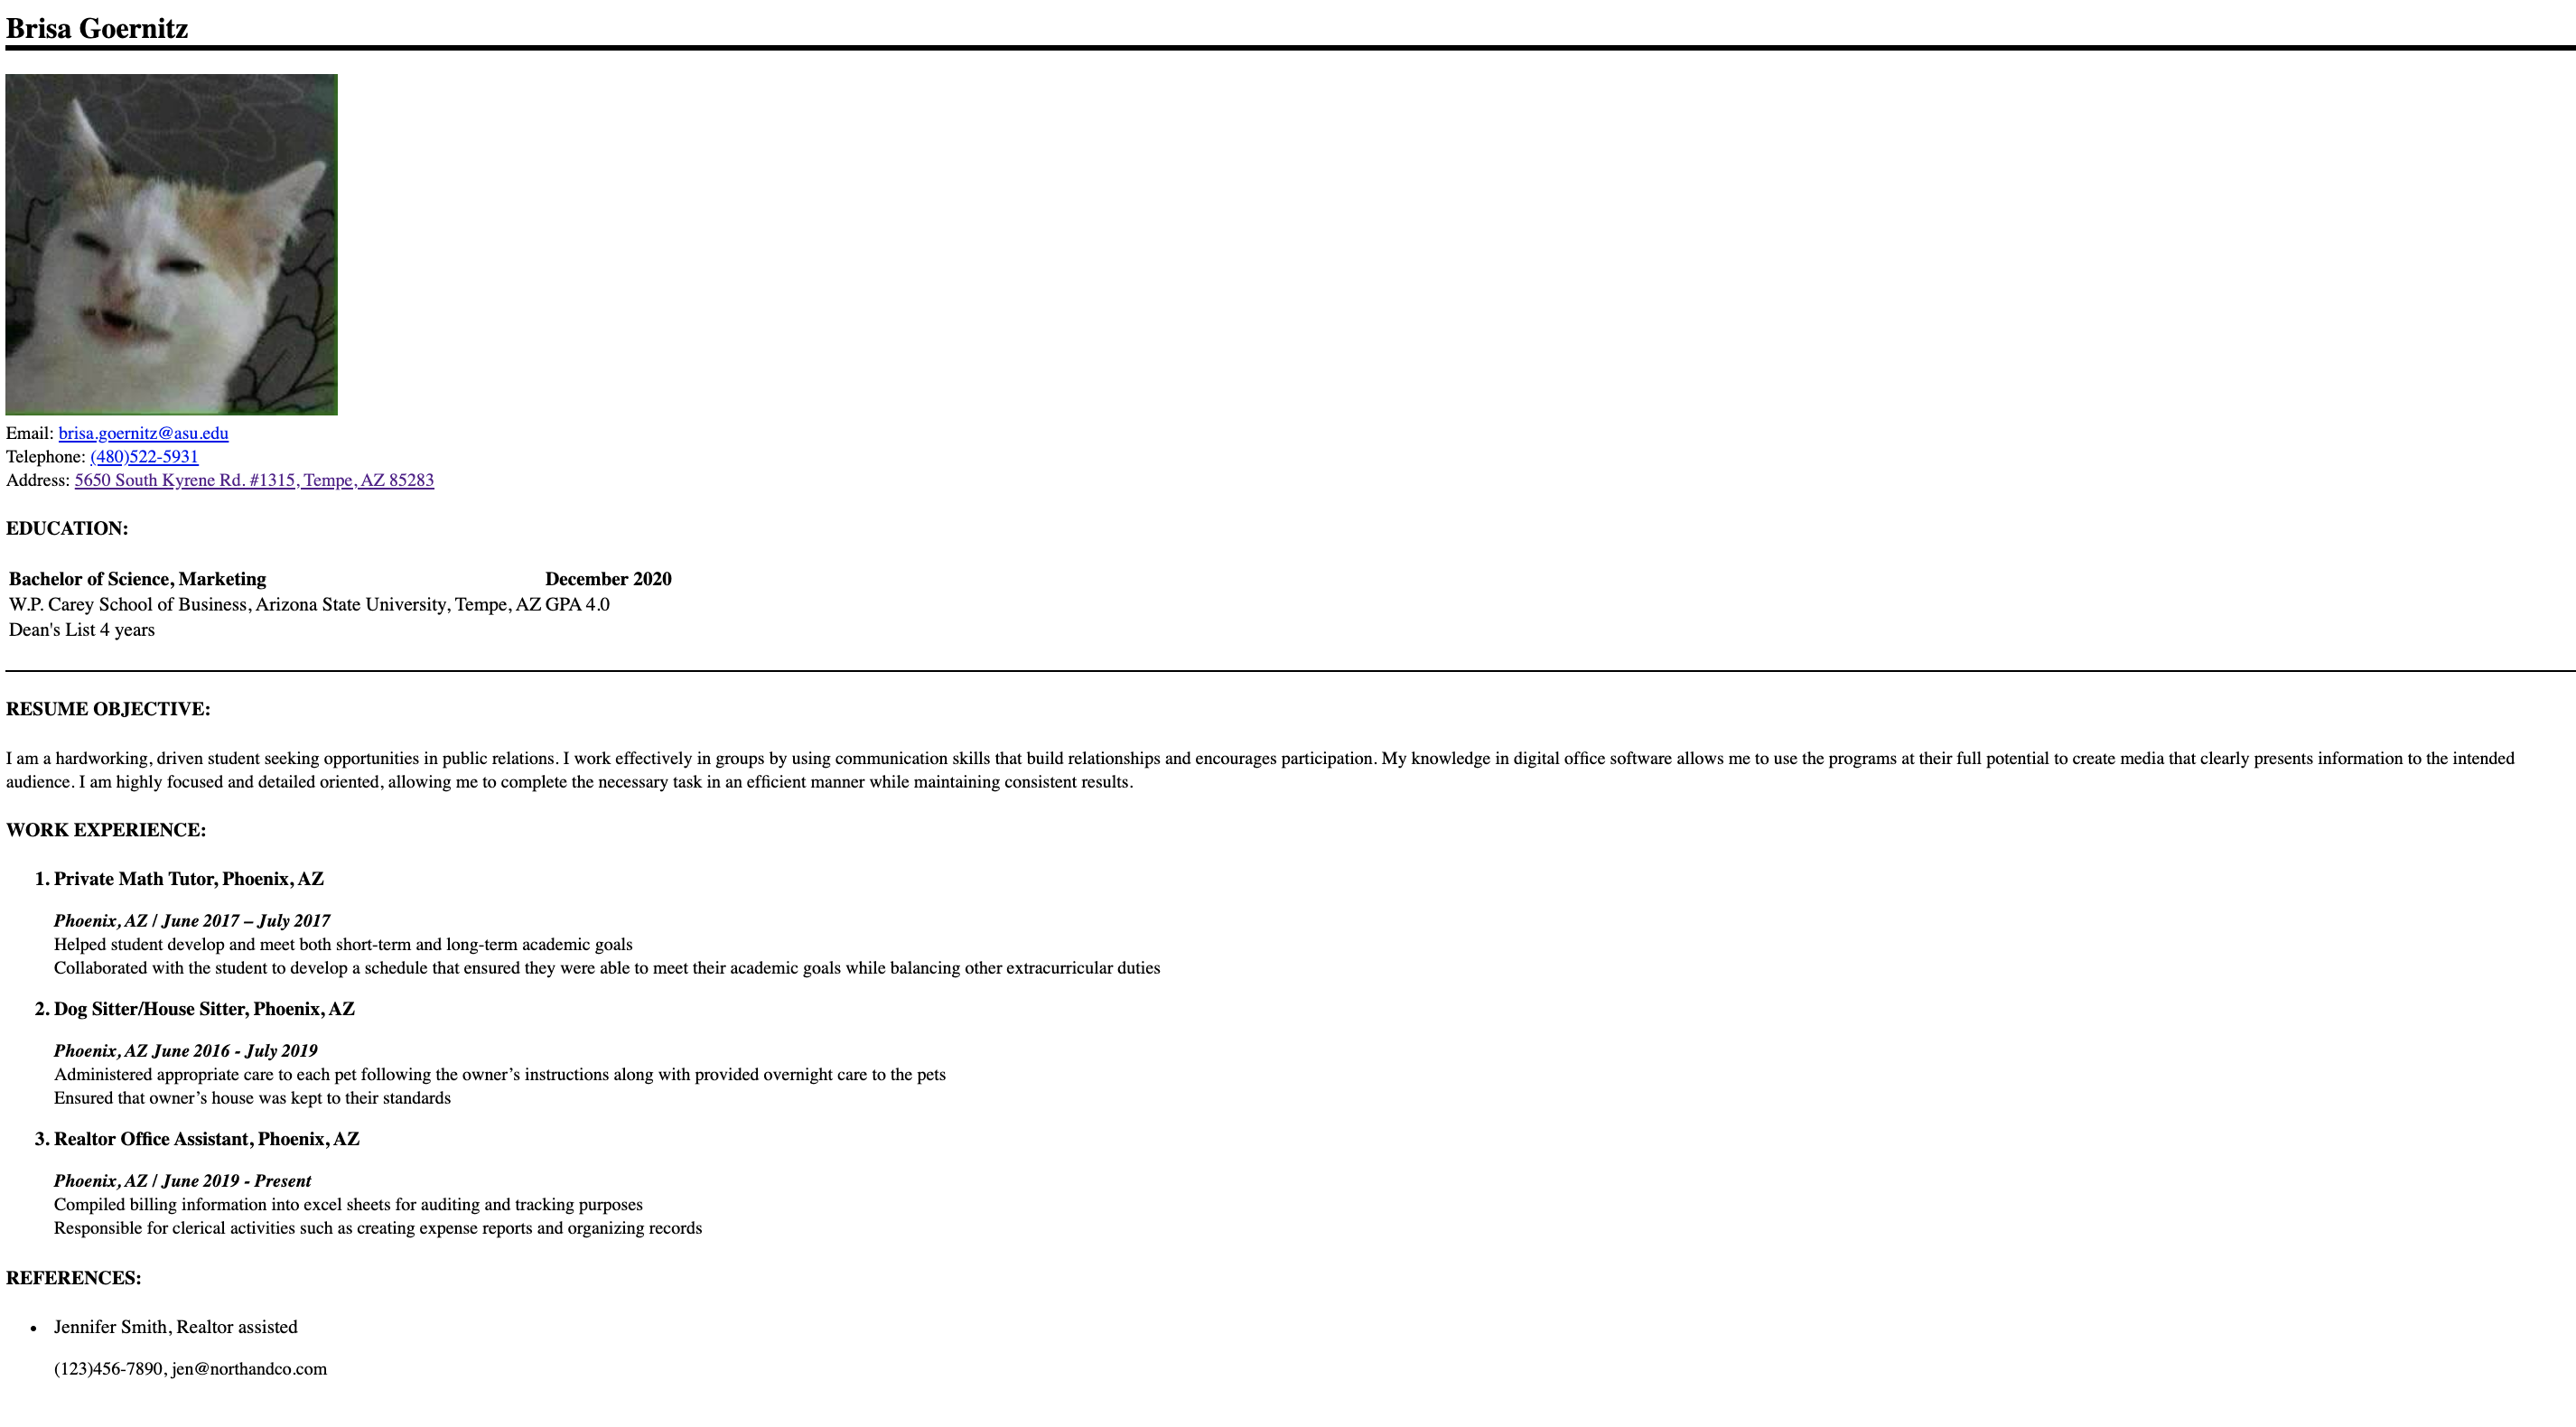 Brisa Goernitz
Email: brisa.goernitz@asu.edu
Telephone: (480)522-5931
Address: 5650 South Kyrene Rd. #1315, Tempe, AZ 85283
EDUCATION:
Bachelor of Science, Marketing December 2020
W.P. Carey School of Business, Arizona State University, Tempe, AZ GPA 4.0
Dean's List 4 years
RESUME OBJECTIVE:
I am a hardworking, driven student seeking opportunities in public relations. I work effectively in groups by using communication skills that build relationships and encourages participation. My knowledge in digital office software allows me to use the programs at their full potential to create media that clearly presents information to the intended
audience. I am highly focused and detailed oriented, allowing me to complete the necessary task in an efficient manner while maintaining consistent results.
WORK EXPERIENCE:
1. Private Math Tutor, Phoenix, AZ
Phoenix, AZ / June 2017 – July 2017
Helped student develop and meet both short-term and long-term academic goals
Collaborated with the student to develop a schedule that ensured they were able to meet their academic goals while balancing other extracurricular duties
2. Dog Sitter/House Sitter, Phoenix, AZ
Phoenix, AZ June 2016 - July 2019
Administered appropriate care to each pet following the owner’s instructions along with provided overnight care to the pets
Ensured that owner’s house was kept to their standards
3. Realtor Office Assistant, Phoenix, AZ
Phoenix, AZ / June 2019 - Present
Compiled billing information into excel sheets for auditing and tracking purposes
Responsible for clerical activities such as creating expense reports and organizing records
REFERENCES:
• Jennifer Smith, Realtor assisted
(123)456-7890, jen@northandco.com